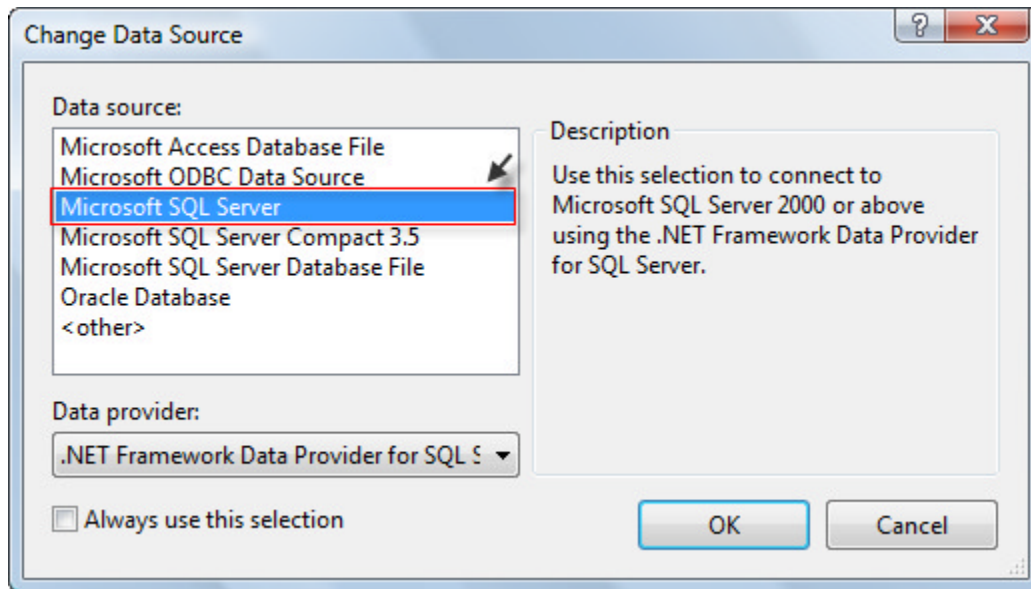 Change Data Source
Data source:
Microsoft Access Database File
Microsoft ODBC Data Source
Microsoft SQL Server
Microsoft SQL Server Compact 3.5
Microsoft SQL Server Database File
Oracle Database
<other>
Description
Use this selection to connect to
Microsoft SQL Server 2000 or above
using the .NET Framework Data Provider
for SQL Server.
Data provider:
.NET Framework Data Provider for SQL S
Always use this selection
OK
Cancel